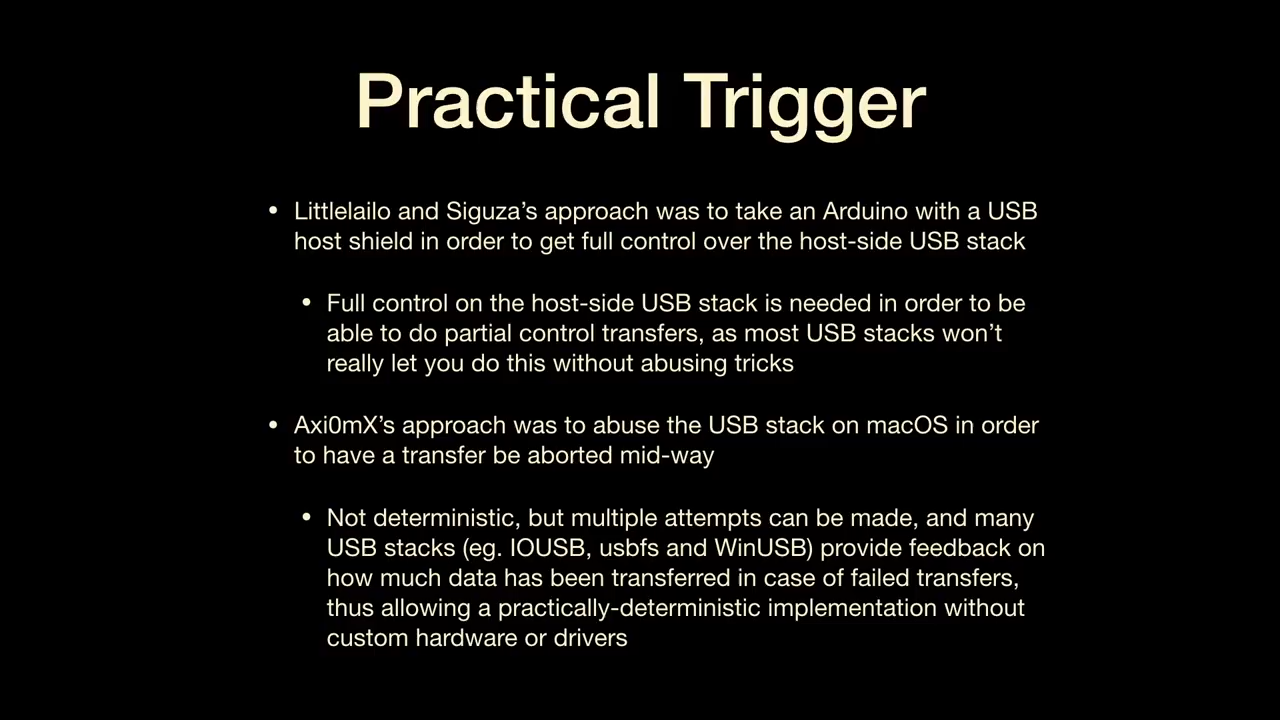 Practical Trigger
• Littlelailo and Siguza’s approach was to take an Arduino with a USB
host shield in order to get full control over the host-side USB stack
• Full control on the host-side USB stack is needed in order to be
able to do partial control transfers, as most USB stacks won’t
really let you do this without abusing tricks
• Axi0mX’s approach was to abuse the USB stack on macOS in order
to have a transfer be aborted mid-way
• Not deterministic, but multiple attempts can be made, and many
USB stacks (eg. IOUSB, usbfs and WinUSB) provide feedback on
how much data has been transferred in case of failed transfers,
thus allowing a practically-deterministic implementation without
custom hardware or drivers